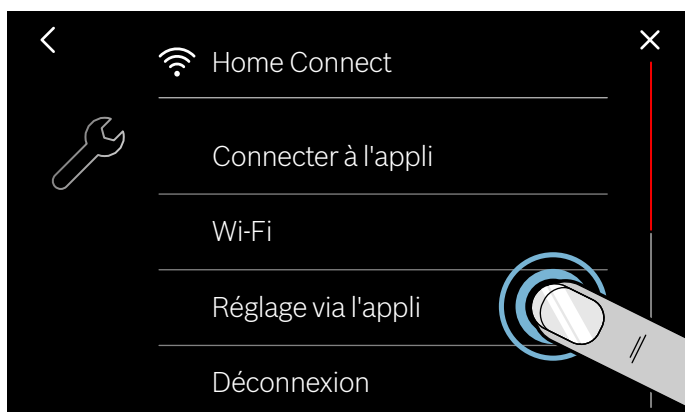 Home Connect
Connecter à l'appli
Wi-Fi
Réglage via l'appli
Déconnexion